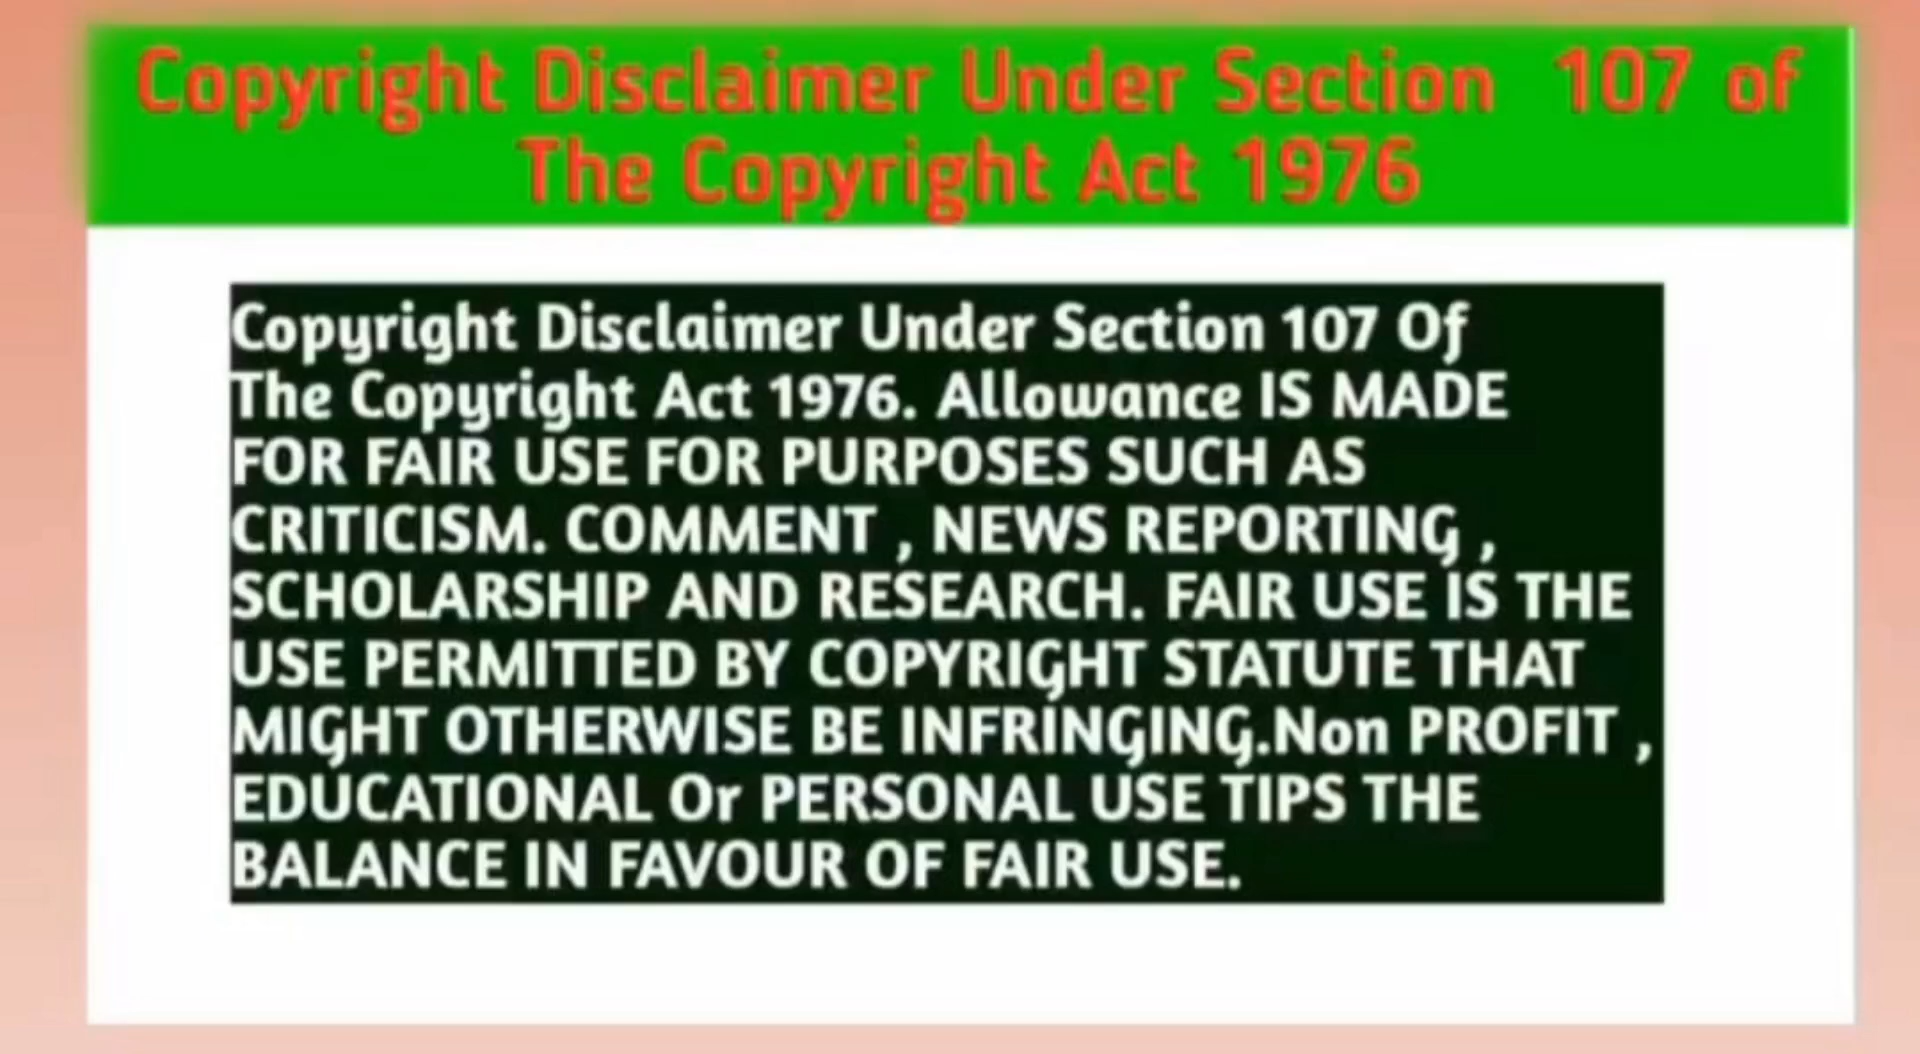 Copyright Disclaimer Under Section 107 of
The Copyright Act 1976
Copyright Disclaimer Under Section 107 Of
The Copyright Act 1976. Allowance IS MADE
FOR FAIR USE FOR PURPOSES SUCH AS
CRITICISM. COMMENT , NEWS REPORTING ,
SCHOLARSHIP AND RESEARCH. FAIR USE IS THE
USE PERMITTED BY COPYRIGHT STATUTE THAT
MIGHT OTHERWISE BE INFRINGING.Non PROFIT ,
EDUCATIONAL Or PERSONAL USE TIPS THE
BALANCE IN FAVOUR OF FAIR USE.